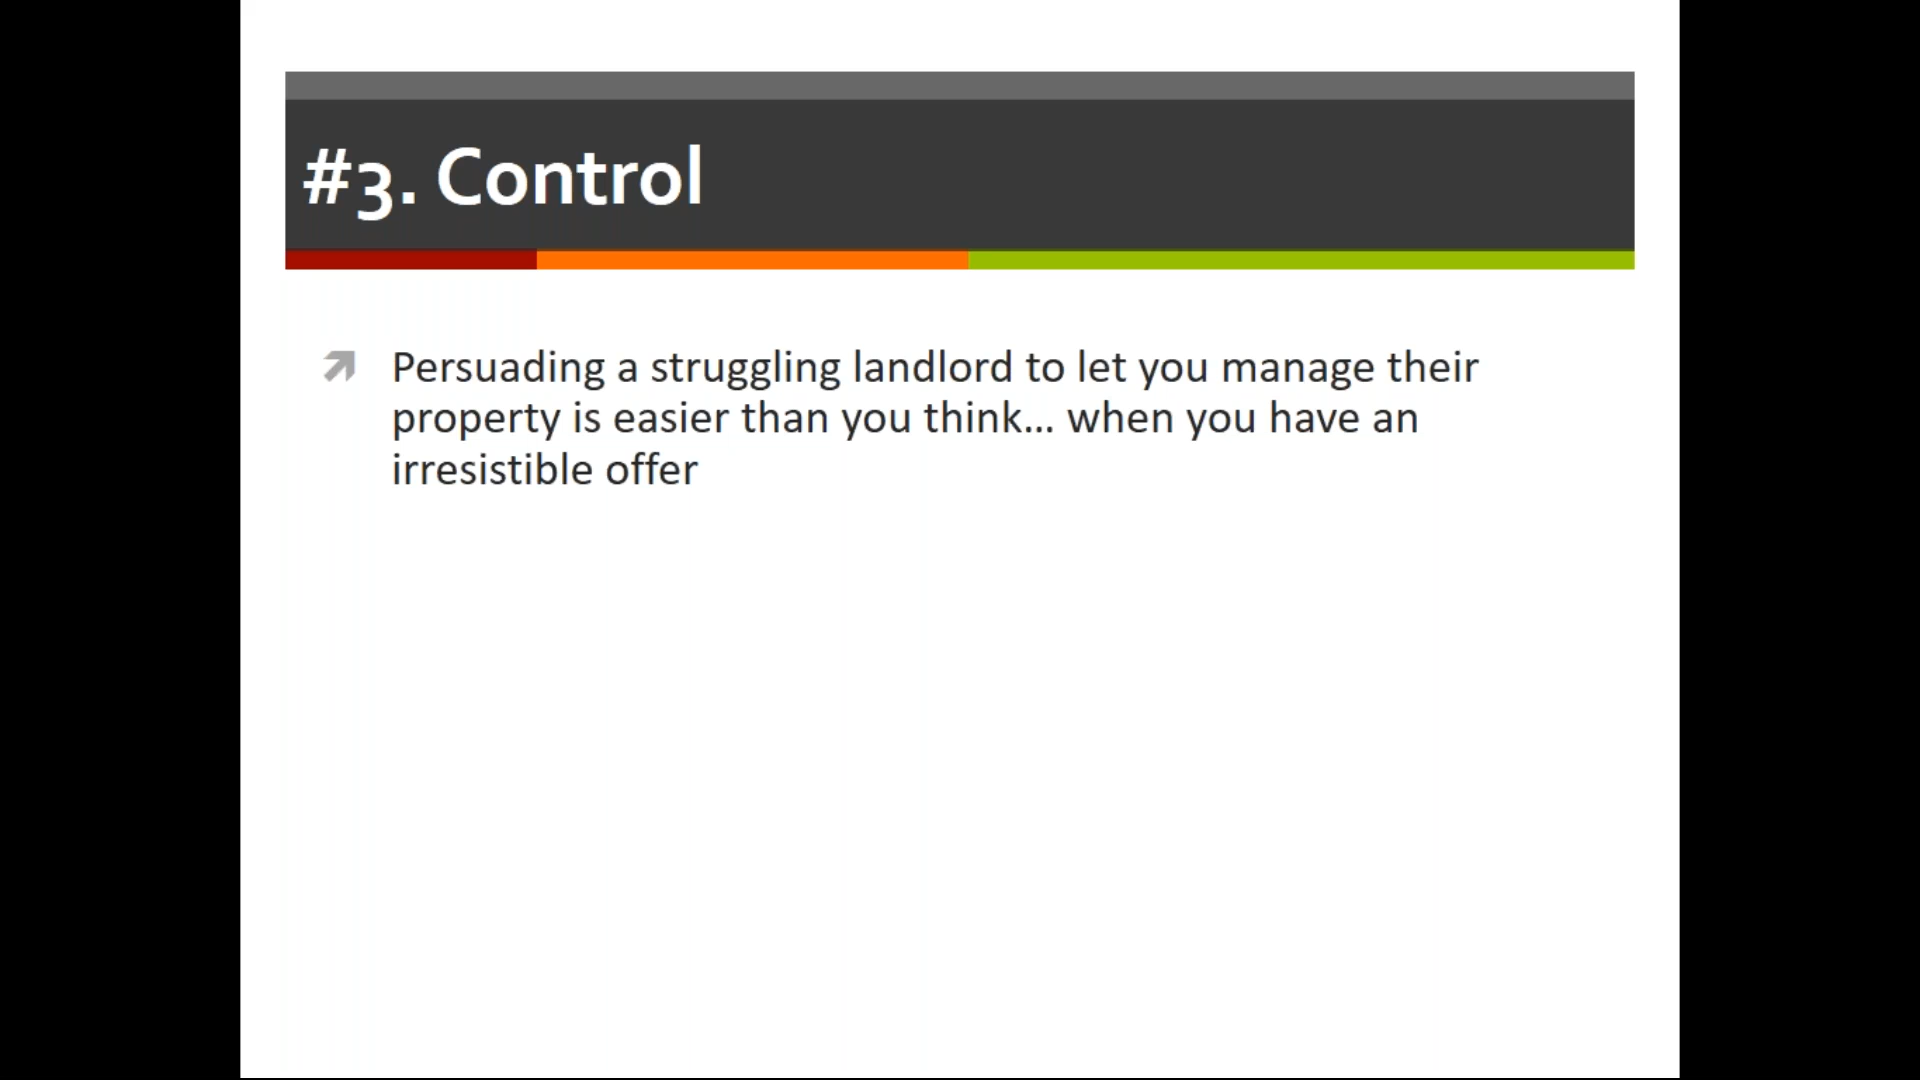 #3. Control
Persuading a struggling landlord to let you manage their
property is easier than you think... when you have an
irresistible offer